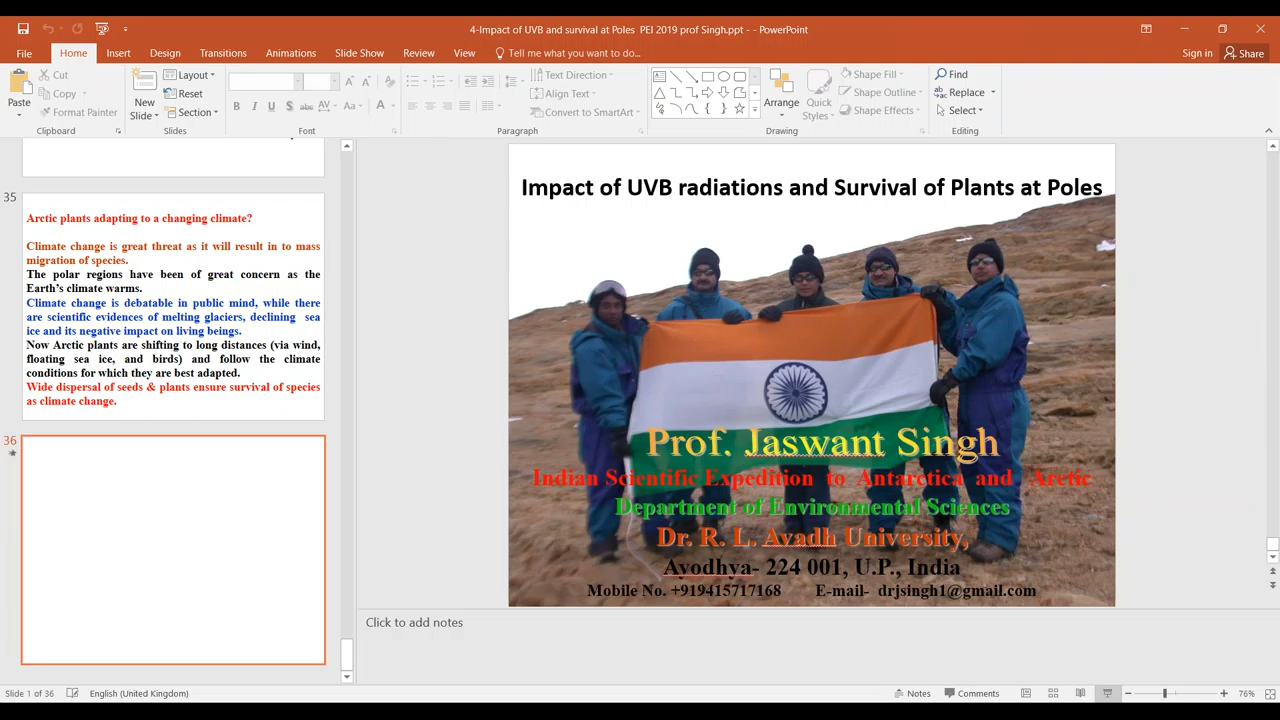 4-Impact of UVB and survival at Poles PEI 2019 prof Singh.ppt - - PowerPoint
File Home Insert Design Transitions Animations Slide Show Review View Tell me what you want to do... Sign in Share
Paste
Cut
Copy
Format Painter
Clipboard
New Slide
Layout
Reset
Section
Slides
B I U S abc AV Aa A
Font
Text Direction
Align Text
Convert to SmartArt
Paragraph
Arrange
Quick Styles
Shape Fill
Shape Outline
Shape Effects
Drawing
Find
Replace
Select
Editing
35
Arctic plants adapting to a changing climate?
Climate change is great threat as it will result in to mass
migration of species.
The polar regions have been of great concern as the
Earth's climate warms.
Climate change is debatable in public mind, while there
are scientific evidences of melting glaciers, declining sea
ice and its negative impact on living beings.
Now Arctic plants are shifting to long distances (via wind,
floating sea ice, and birds) and follow the climate
conditions for which they are best adapted.
Wide dispersal of seeds & plants ensure survival of species
as climate change.
36
Impact of UVB radiations and Survival of Plants at Poles
Prof. Jaswant Singh
Indian Scientific Expedition to Antarctica and Arctic
Department of Environmental Sciences
Dr. R. L. Avadh University,
Ayodhya- 224 001, U.P., India
Mobile No. +919415717168 E-mail- drjsingh1@gmail.com
Click to add notes
Slide 1 of 36 English (United Kingdom) Notes Comments 76%